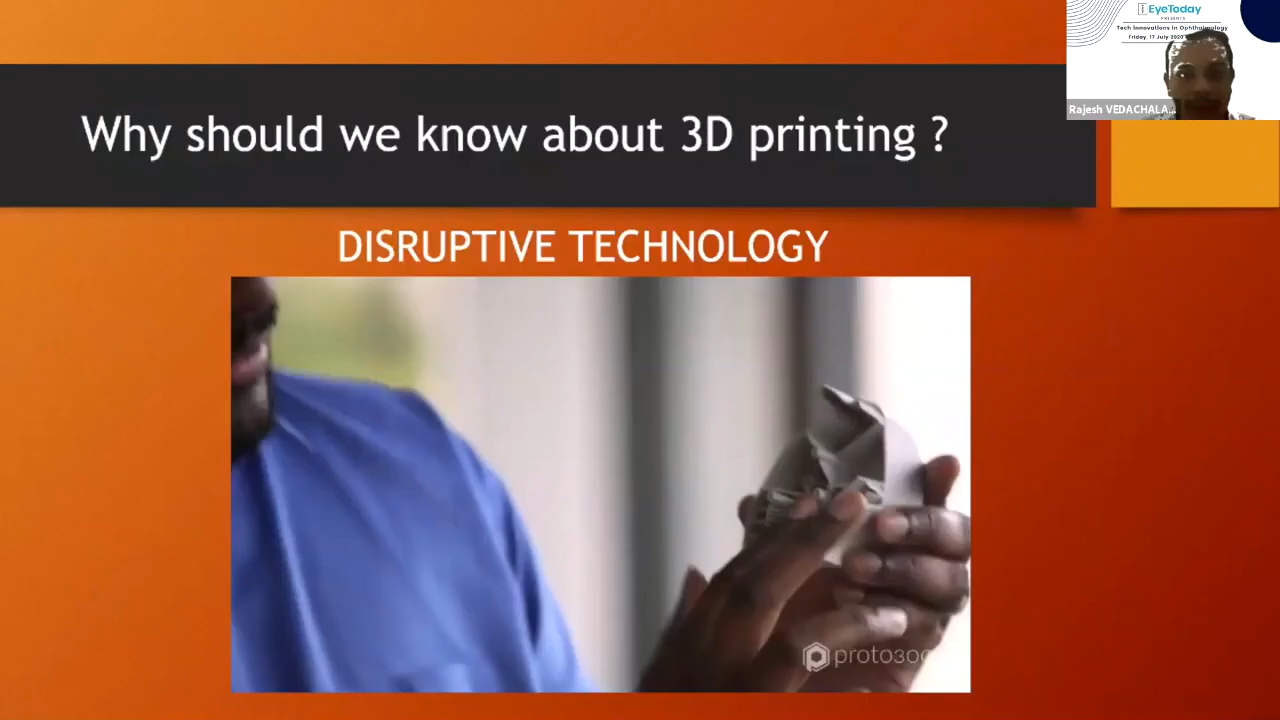 EyeToday
PRESENTS
Tech Innovations in Ophthalmology
Friday, 17 July 2020
Rajesh VEDACHALA...
Why should we know about 3D printing ?
DISRUPTIVE TECHNOLOGY